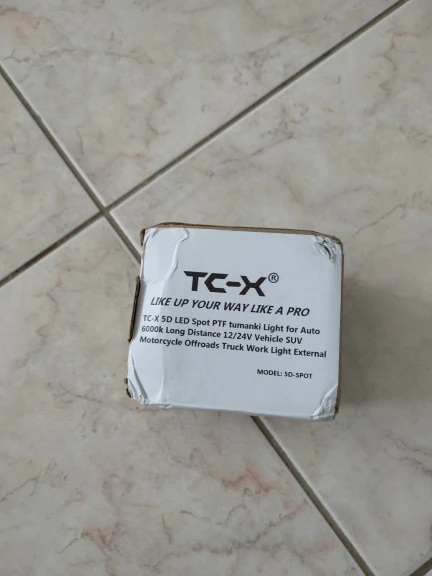 TC-X®
LIKE UP YOUR WAY LIKE A PRO
TC-X 5D LED Spot PTF tumanki Light for Auto
6000k Long Distance 12/24V Vehicle SUV
Motorcycle Offroads Truck Work Light External
MODEL: 5D-SPOT